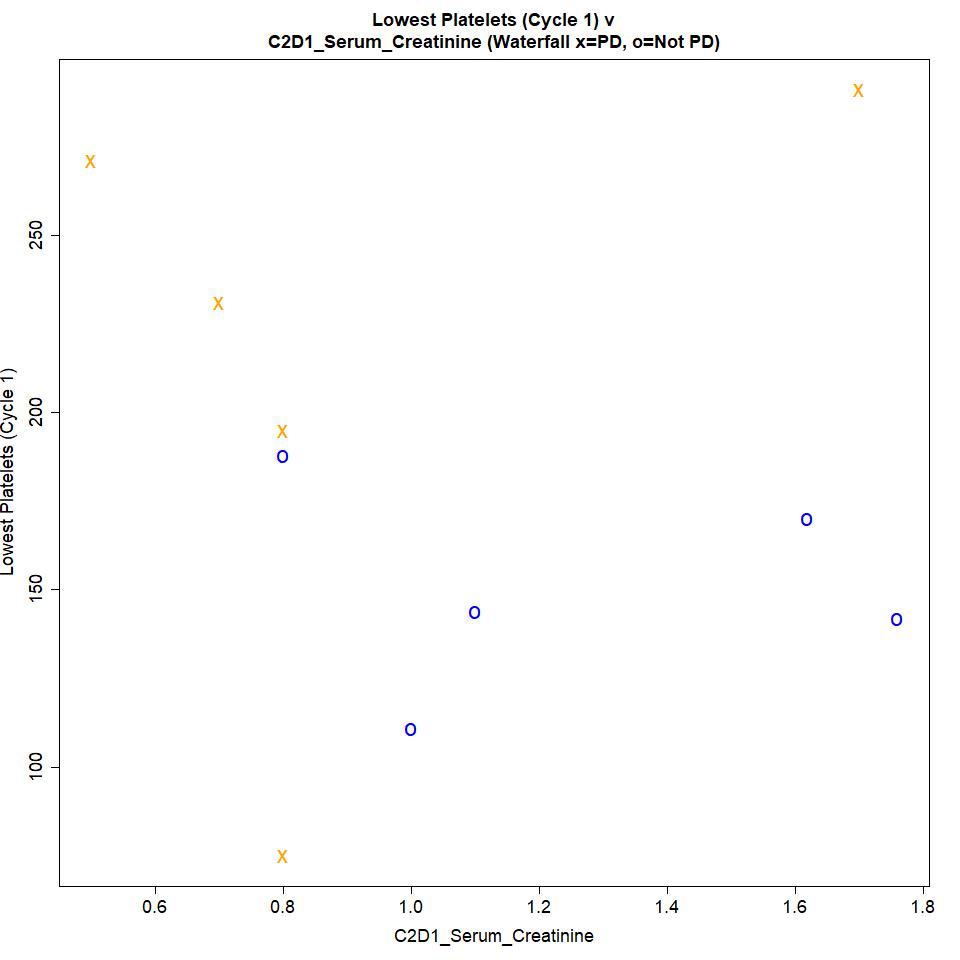 Lowest Platelets (Cycle 1) v
C2D1_Serum_Creatinine (Waterfall x=PD, o=Not PD)
Lowest Platelets (Cycle 1)
250
200
150
100
x
x
x
x
o
o
o
o
o
x
0.6 0.8 1.0 1.2 1.4 1.6 1.8
C2D1_Serum_Creatinine